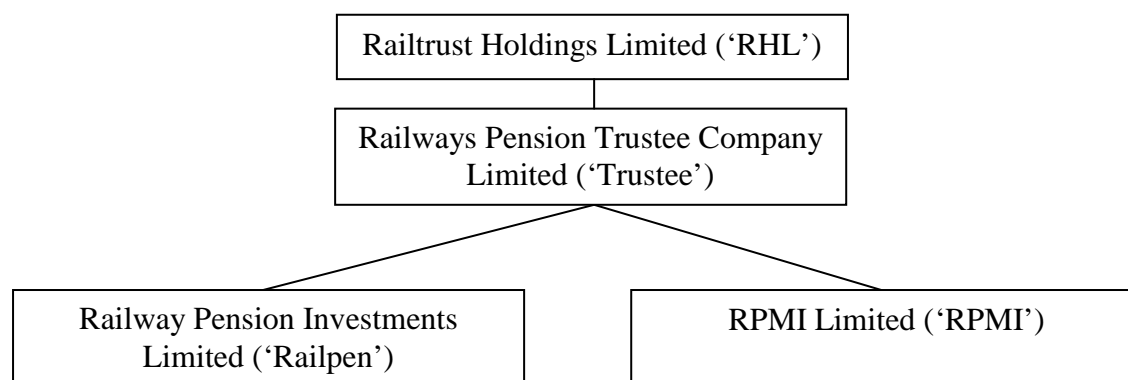 Railtrust Holdings Limited (‘RHL’)
Railways Pension Trustee Company
Limited (‘Trustee’)
Railway Pension Investments
Limited (‘Railpen’)
RPMI Limited (‘RPMI’)